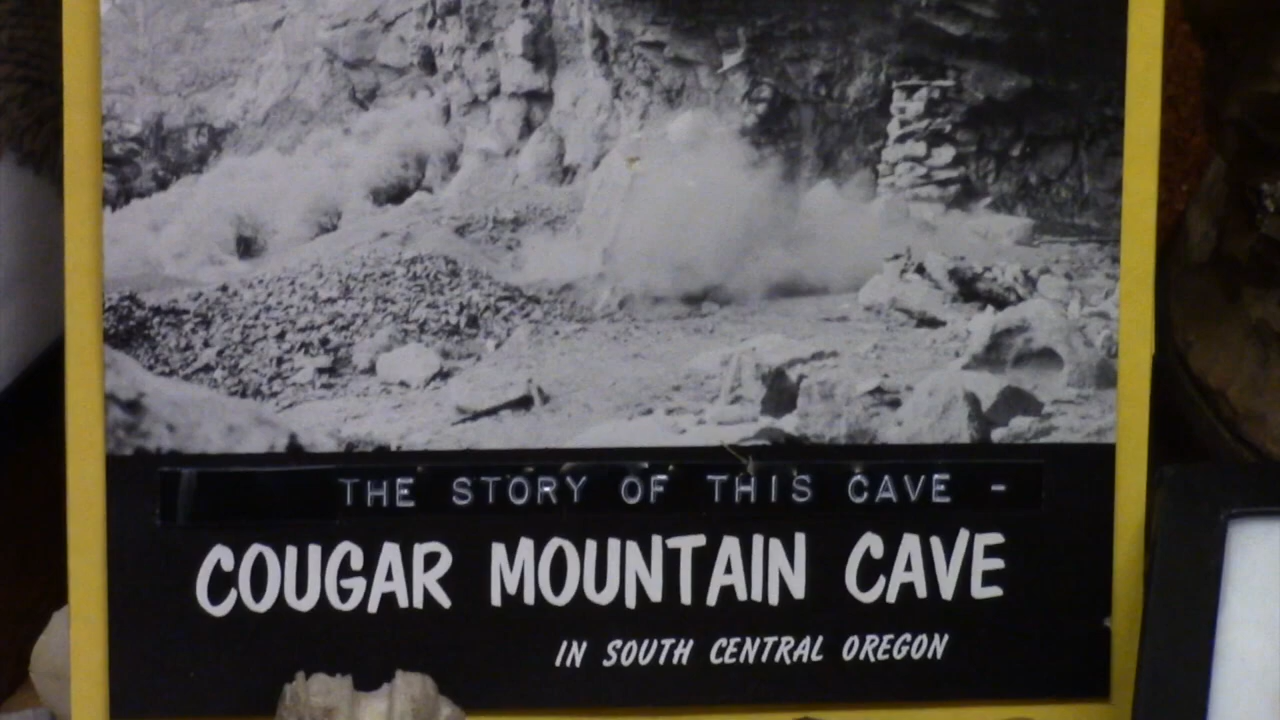 THE STORY OF THIS CAVE -
COUGAR MOUNTAIN CAVE
IN SOUTH CENTRAL OREGON